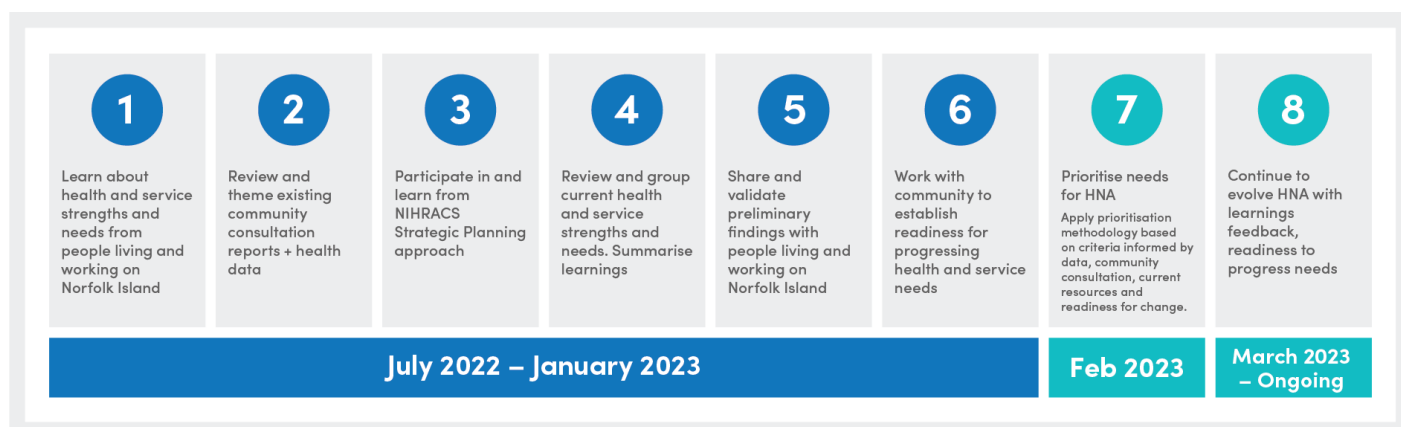 1
Learn about
health and service
strengths and
needs from
people living and
working on
Norfolk Island
2
Review and
theme existing
community
consultation
reports + health
data
3
Participate in and
learn from
NIHRACS
Strategic Planning
approach
4
Review and group
current health
and service
strengths and
needs. Summarise
learnings
5
Share and
validate
preliminary
findings with
people living and
working on
Norfolk Island
6
Work with
community to
establish
readiness for
progressing
health and service
needs
7
Prioritise needs
for HNA
Apply prioritisation
methodology based
on criteria informed by
data, community
consultation, current
resources and
readiness for change.
8
Continue to
evolve HNA with
learnings
feedback,
readiness to
progress needs
July 2022 – January 2023
Feb 2023
March 2023
– Ongoing